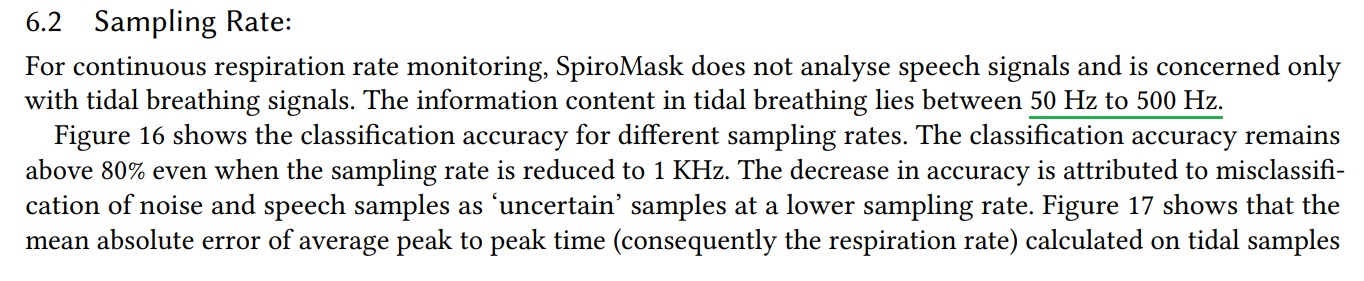 6.2 Sampling Rate:
For continuous respiration rate monitoring, SpiroMask does not analyse speech signals and is concerned only
with tidal breathing signals. The information content in tidal breathing lies between 50 Hz to 500 Hz.
Figure 16 shows the classification accuracy for different sampling rates. The classification accuracy remains
above 80% even when the sampling rate is reduced to 1 KHz. The decrease in accuracy is attributed to misclassifi-
cation of noise and speech samples as ‘uncertain’ samples at a lower sampling rate. Figure 17 shows that the
mean absolute error of average peak to peak time (consequently the respiration rate) calculated on tidal samples